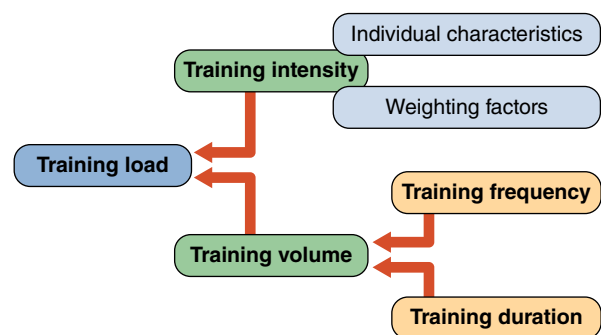 Individual characteristics
Training intensity
Weighting factors
Training load
Training frequency
Training volume
Training duration